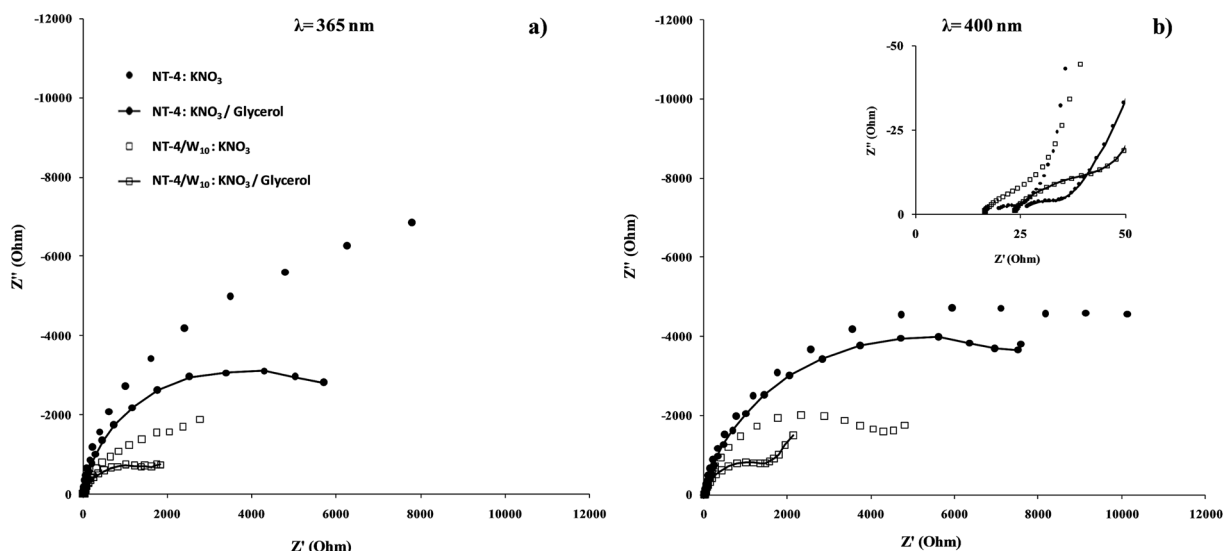 λ= 365 nm
a)
-12000
-10000
-8000
-6000
-4000
-2000
0
Z'' (Ohm)
NT-4: KNO₃
NT-4: KNO₃/ Glycerol
NT-4/W₁₀: KNO₃
NT-4/W₁₀: KNO₃/ Glycerol
0 2000 4000 6000 8000 10000 12000
Z' (Ohm)
λ= 400 nm
b)
-12000
-10000
-8000
-6000
-4000
-2000
0
Z'' (Ohm)
-50
-25
0
Z'' (Ohm)
0 25 50
Z' (Ohm)
0 2000 4000 6000 8000 10000 12000
Z' (Ohm)